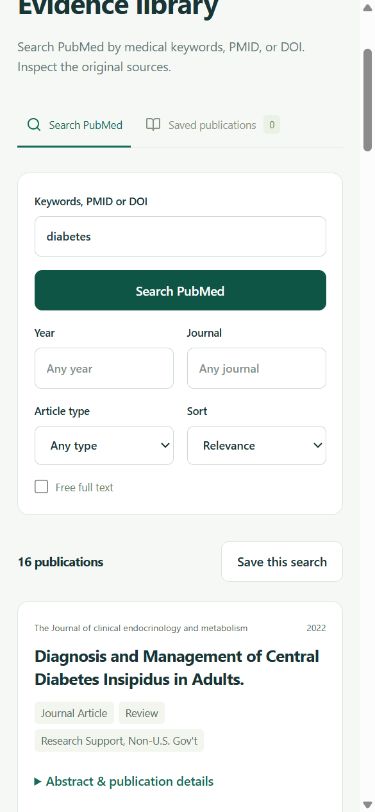 Evidence library
Search PubMed by medical keywords, PMID, or DOI.
Inspect the original sources.
Search PubMed
Saved publications 0
Keywords, PMID or DOI
diabetes
Search PubMed
Year Journal
Any year Any journal
Article type Sort
Any type Relevance
Free full text
16 publications Save this search
The Journal of clinical endocrinology and metabolism 2022
Diagnosis and Management of Central
Diabetes Insipidus in Adults.
Journal Article Review
Research Support, Non-U.S. Gov't
Abstract & publication details